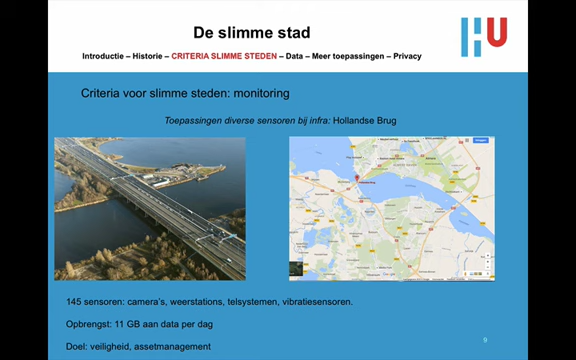 De slimme stad
HU
Introductie – Historie – CRITERIA SLIMME STEDEN – Data – Meer toepassingen – Privacy
Criteria voor slimme steden: monitoring
Toepassingen diverse sensoren bij infra: Hollandse Brug
145 sensoren: camera's, weerstations, telsystemen, vibratiesensoren.
Opbrengst: 11 GB aan data per dag
Doel: veiligheid, assetmanagement
9